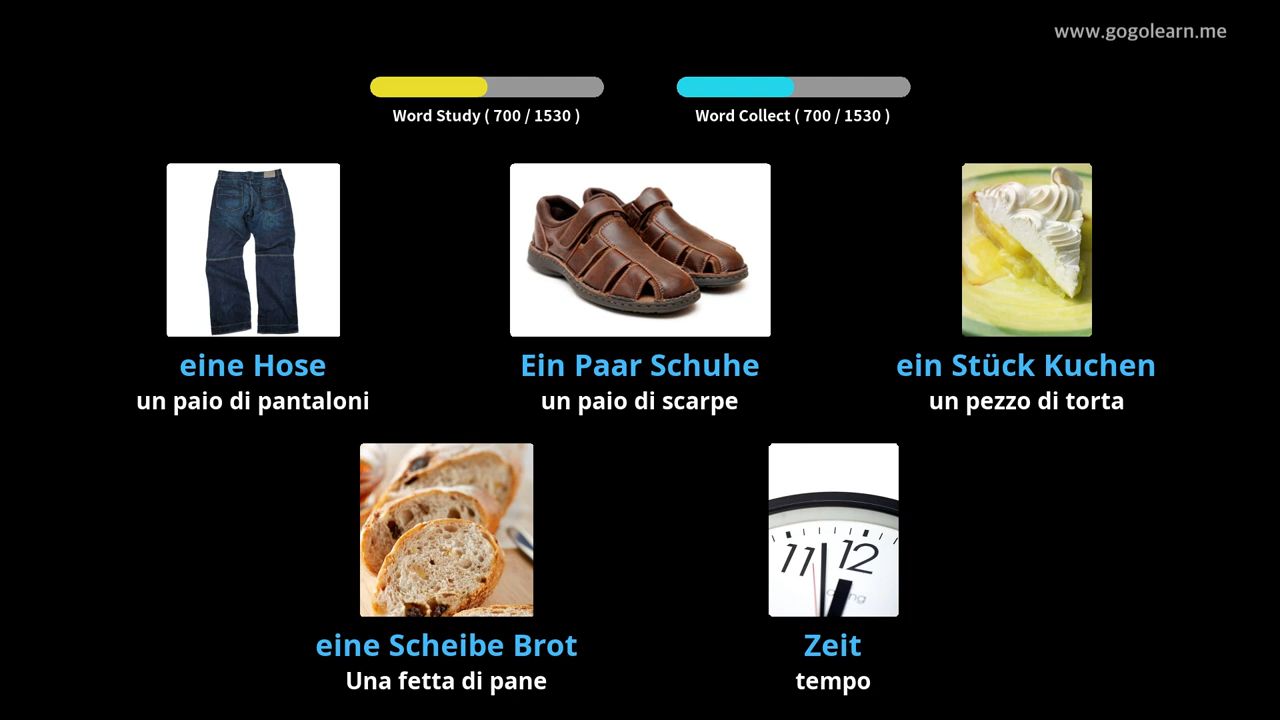 www.gogolearn.me
Word Study ( 700 / 1530 )
Word Collect ( 700 / 1530 )
eine Hose
un paio di pantaloni
Ein Paar Schuhe
un paio di scarpe
ein Stück Kuchen
un pezzo di torta
11 12
eine Scheibe Brot
Una fetta di pane
Zeit
tempo